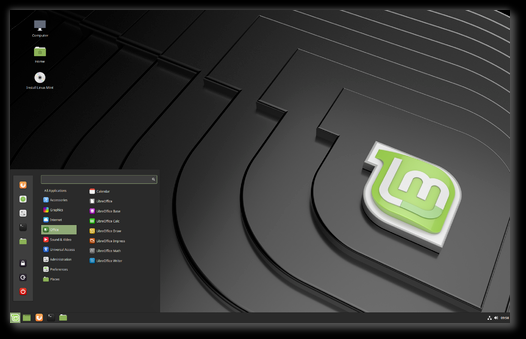 Computer
Home
Install Linux Mint
All Applications
Accessories
Graphics
Internet
Office
Sound & Video
Universal Access
Administration
Preferences
Places
Calendar
LibreOffice
LibreOffice Base
LibreOffice Calc
LibreOffice Draw
LibreOffice Impress
LibreOffice Math
LibreOffice Writer